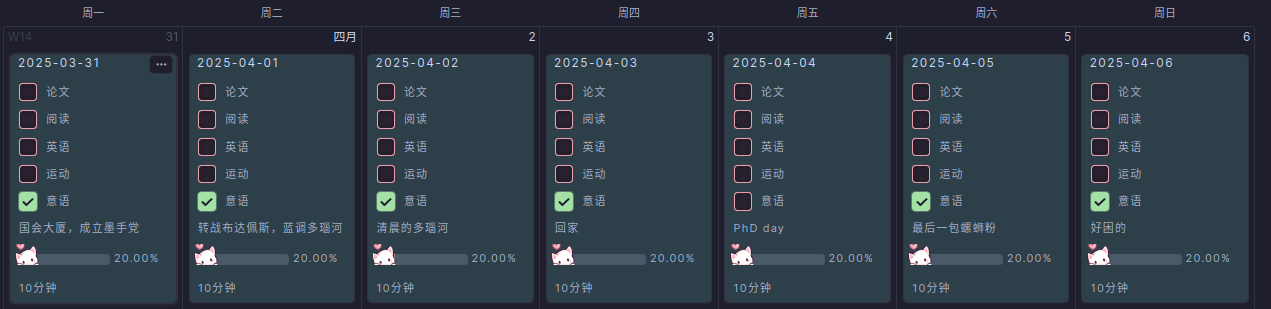 周一 周二 周三 周四 周五 周六 周日
W14 31 四月 2 3 4 5 6
2025-03-31
论文
阅读
英语
运动
意语
国会大厦，成立墨手党
20.00%
10分钟
2025-04-01
论文
阅读
英语
运动
意语
转战布达佩斯，蓝调多瑙河
20.00%
10分钟
2025-04-02
论文
阅读
英语
运动
意语
清晨的多瑙河
20.00%
10分钟
2025-04-03
论文
阅读
英语
运动
意语
回家
20.00%
10分钟
2025-04-04
论文
阅读
英语
运动
意语
PhD day
20.00%
10分钟
2025-04-05
论文
阅读
英语
运动
意语
最后一包螺蛳粉
20.00%
10分钟
2025-04-06
论文
阅读
英语
运动
意语
好困的
20.00%
10分钟